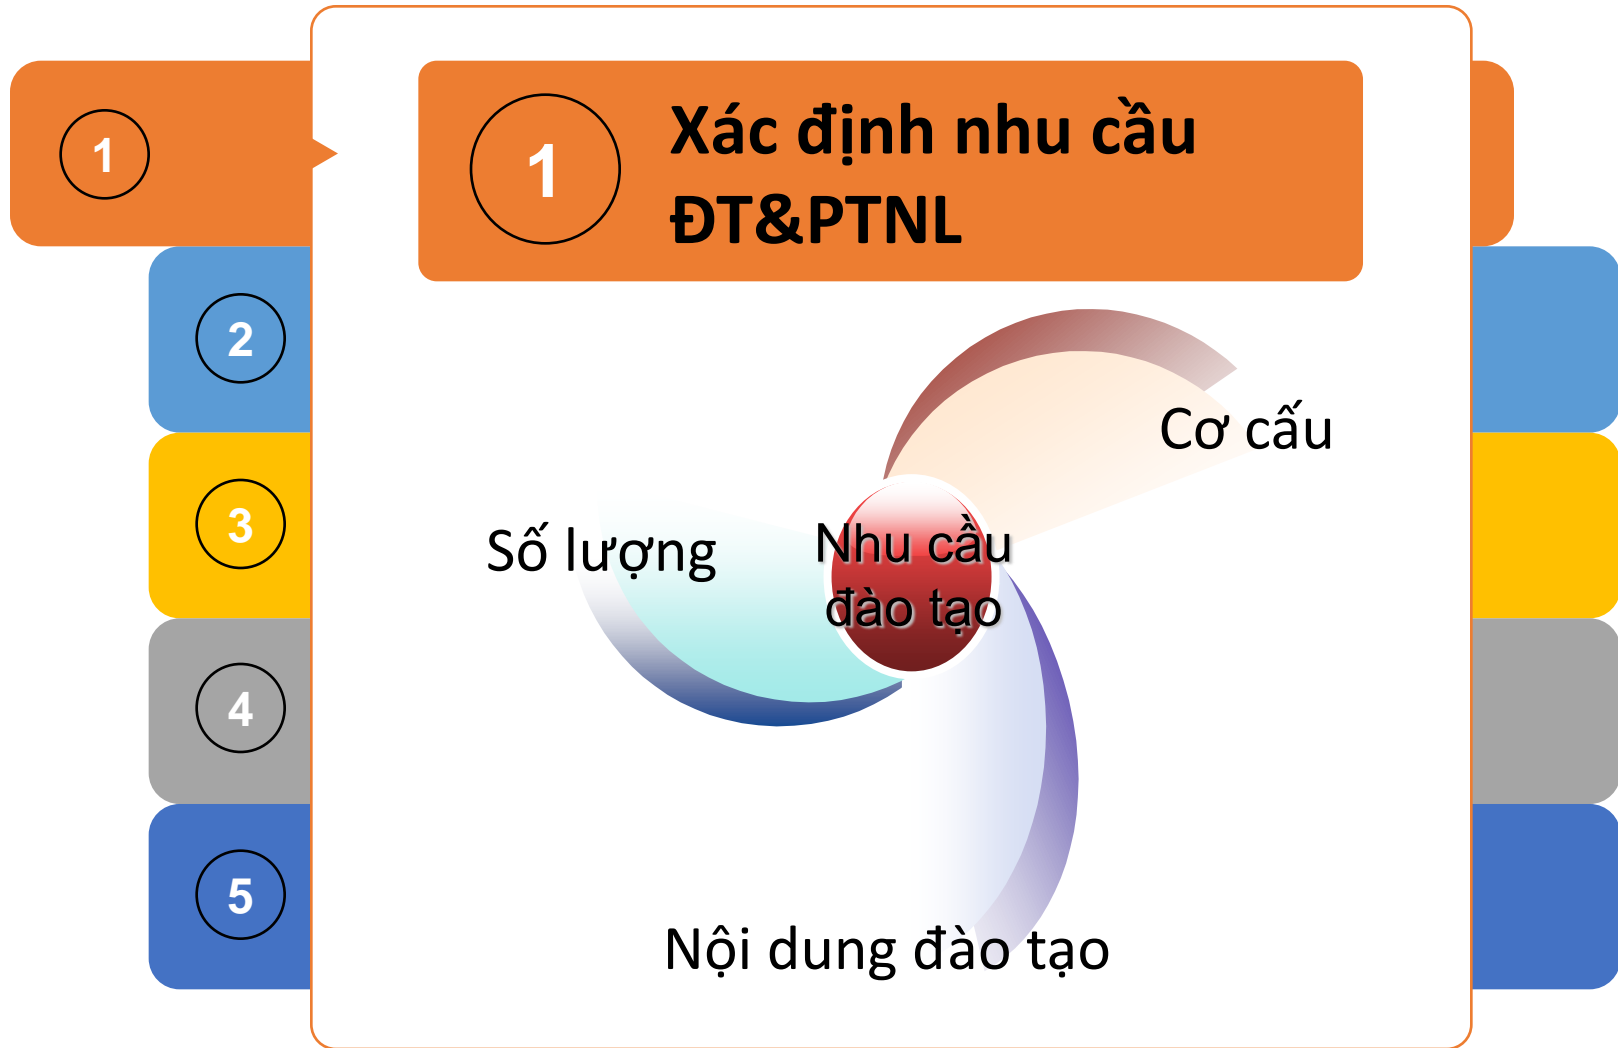 1
1
Xác định nhu cầu
ĐT&PTNL
2
3
4
5
Cơ cấu
Số lượng
Nhu cầu
đào tạo
Nội dung đào tạo